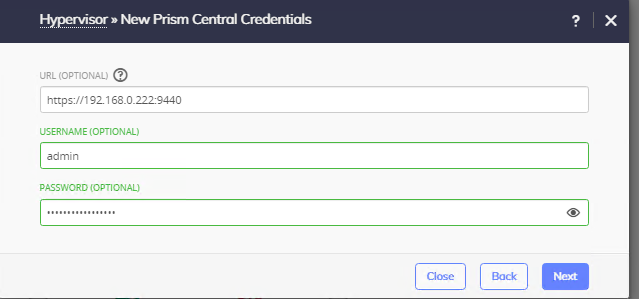 Hypervisor » New Prism Central Credentials
? | ✕
URL (OPTIONAL) ?
https://192.168.0.222:9440
USERNAME (OPTIONAL)
admin
PASSWORD (OPTIONAL)
••••••••••••••••
Close Back Next